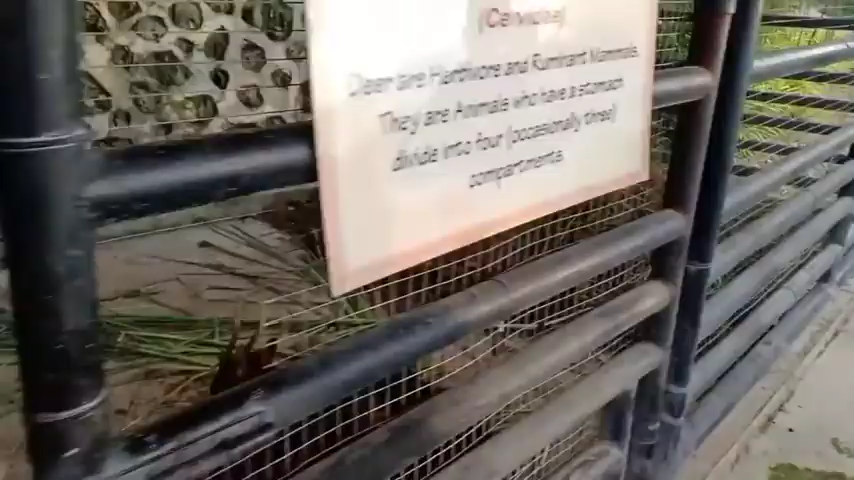 (Cervidae)
Deer are Herbivore and Ruminant Mammals.
They are Animals who have a stomach
divide into four (occasionally three)
compartments.